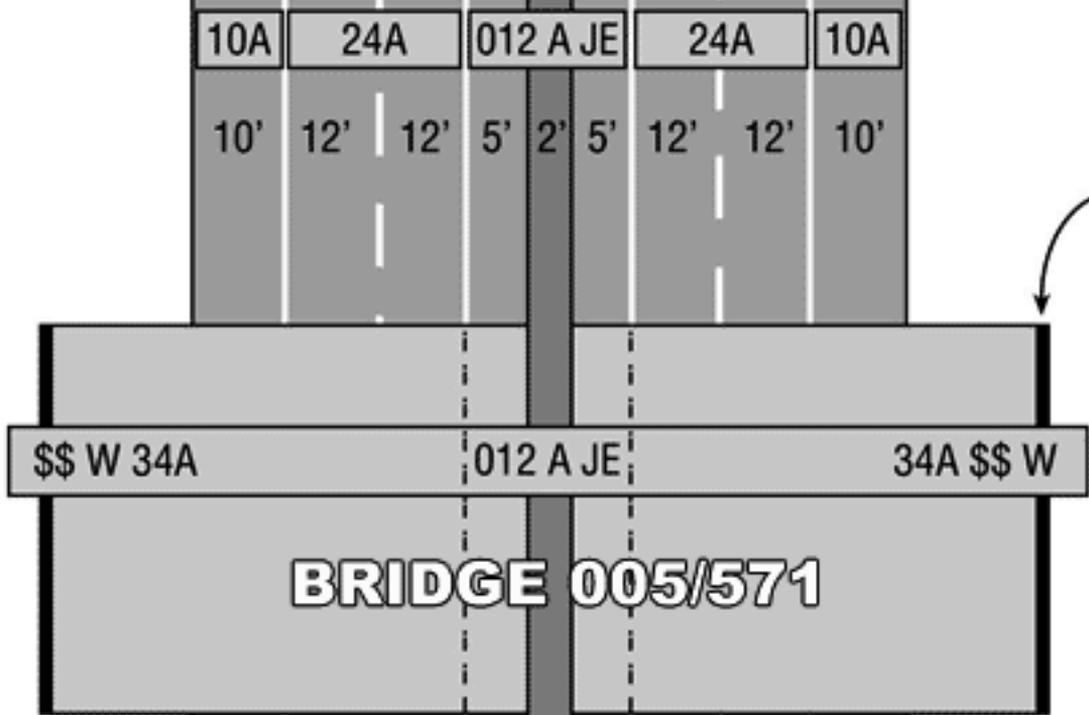 10A 24A 012 A JE 24A 10A
10’ 12’ 12’ 5’ 2’ 5’ 12’ 12’ 10’
$$ W 34A 012 A JE 34A $$ W
BRIDGE 005/571